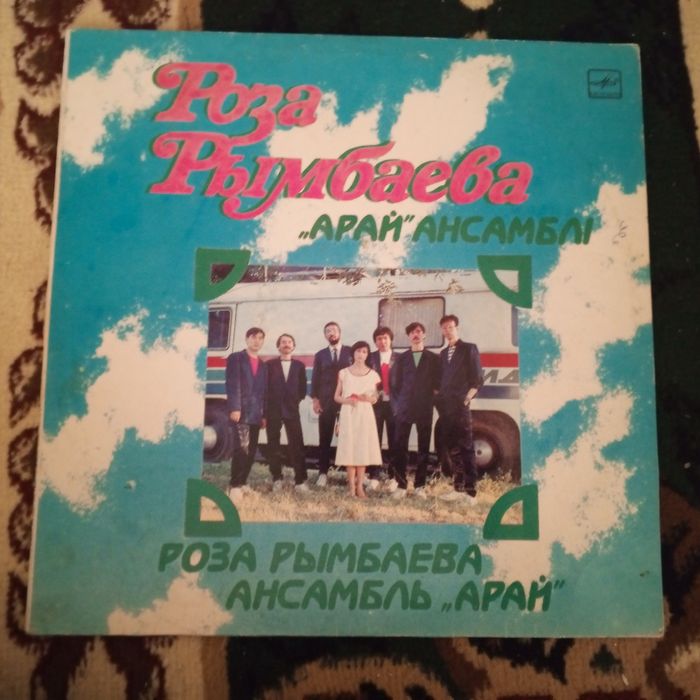 Роза
Рымбаева
„АРАЙ” АНСАМБЛІ
РОЗА РЫМБАЕВА
АНСАМБЛЬ „АРАЙ”